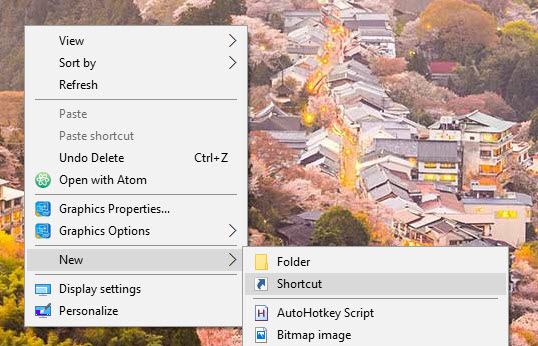 View
Sort by
Refresh
Paste
Paste shortcut
Undo Delete Ctrl+Z
Open with Atom
Graphics Properties...
Graphics Options
New
Display settings
Personalize
Folder
Shortcut
AutoHotkey Script
Bitmap image